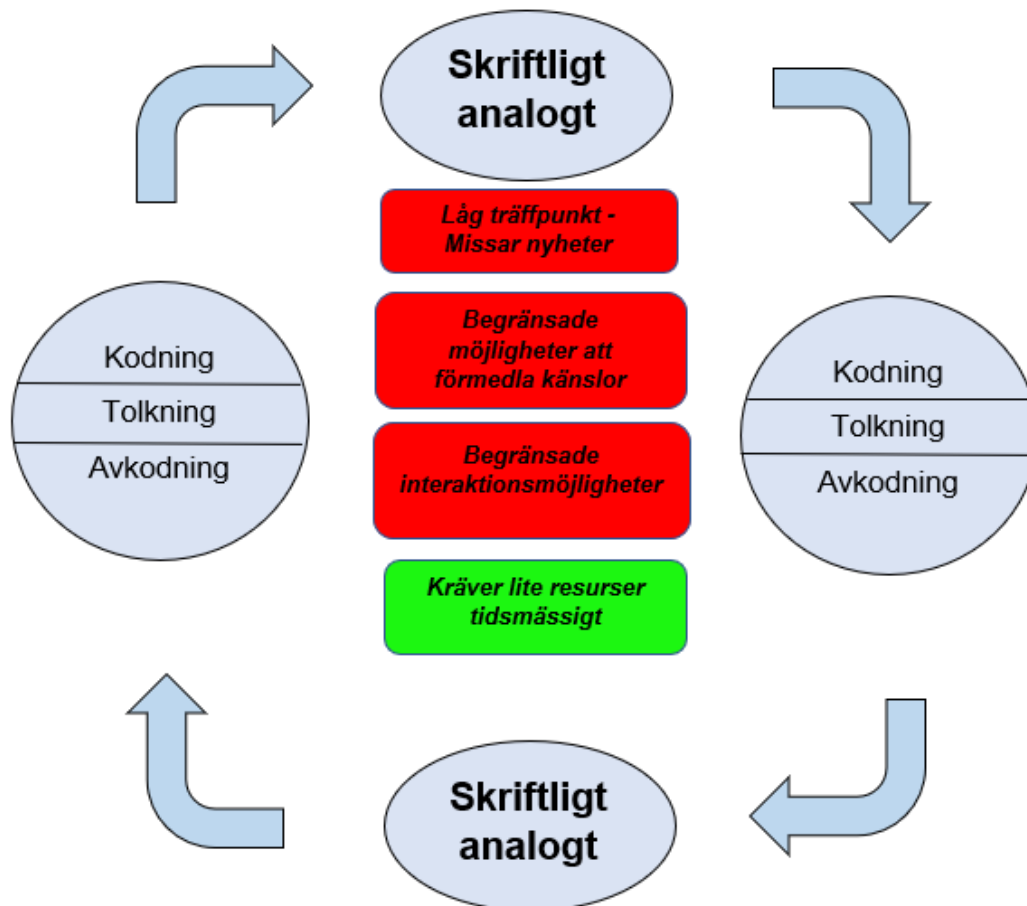 Skriftligt
analogt
Låg träffpunkt -
Missar nyheter
Begränsade
möjligheter att
förmedla känslor
Kodning
Tolkning
Avkodning
Kodning
Tolkning
Avkodning
Begränsade
interaktionsmöjligheter
Kräver lite resurser
tidsmässigt
Skriftligt
analogt